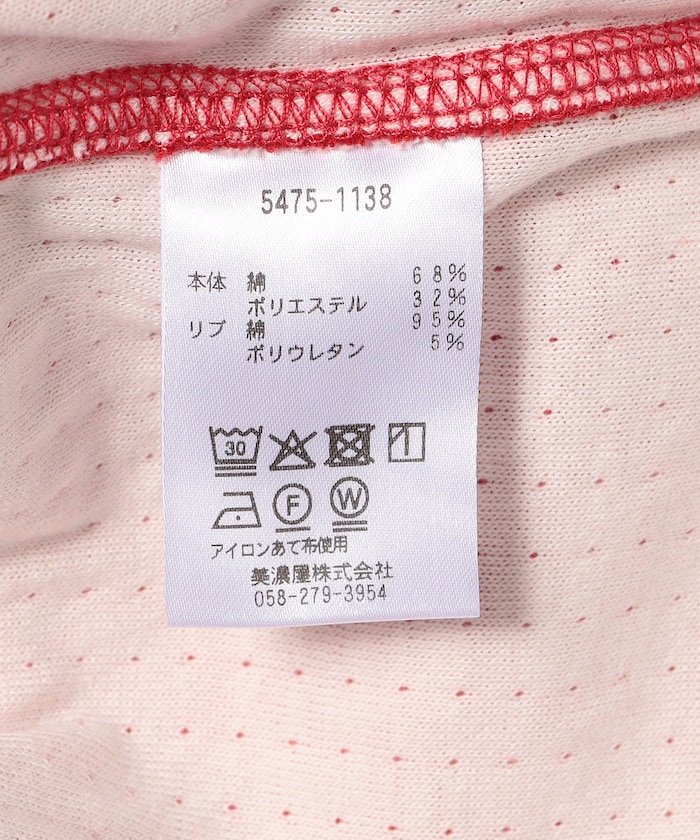 5475-1138
本体 綿 68%
ポリエステル 32%
リブ 綿 95%
ポリウレタン 5%
30
F W
アイロンあて布使用
美濃屋株式会社
058-279-3954